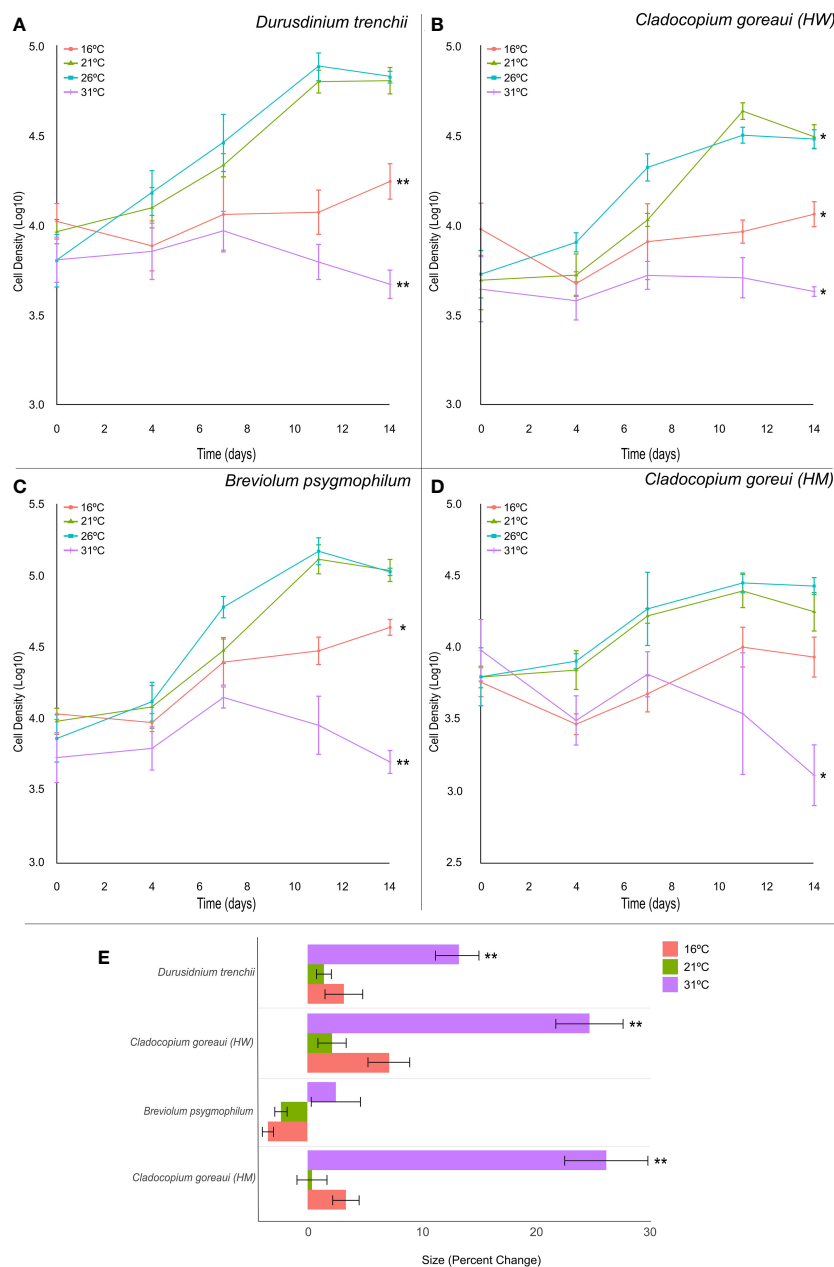 A
Durusdinium trenchii
16ºC
21ºC
26ºC
31ºC
5.0
4.5
4.0
3.5
3.0
Cell Density (Log10)
0
4
6
8
10
12
14
Time (days)
B
Cladocopium goreaui (HW)
16ºC
21ºC
26ºC
31ºC
5.0
4.5
4.0
3.5
3.0
Cell Density (Log10)
*
*
*
0
4
6
8
10
12
14
Time (days)
**
**
C
Breviolum psygmophilum
16ºC
21ºC
26ºC
31ºC
5.5
5.0
4.5
4.0
3.5
3.0
Cell Density (Log10)
*
**
0
4
6
8
10
12
14
Time (days)
D
Cladocopium goreui (HM)
16ºC
21ºC
26ºC
31ºC
5.0
4.5
4.0
3.5
3.0
2.5
Cell Density (Log10)
*
0
4
6
8
10
12
14
Time (days)
E
16ºC
21ºC
31ºC
Durusidnium trenchii
**
Cladocopium goreaui (HW)
**
Breviolum psygmophilum
Cladocopium goreaui (HM)
**
0
10
20
30
Size (Percent Change)